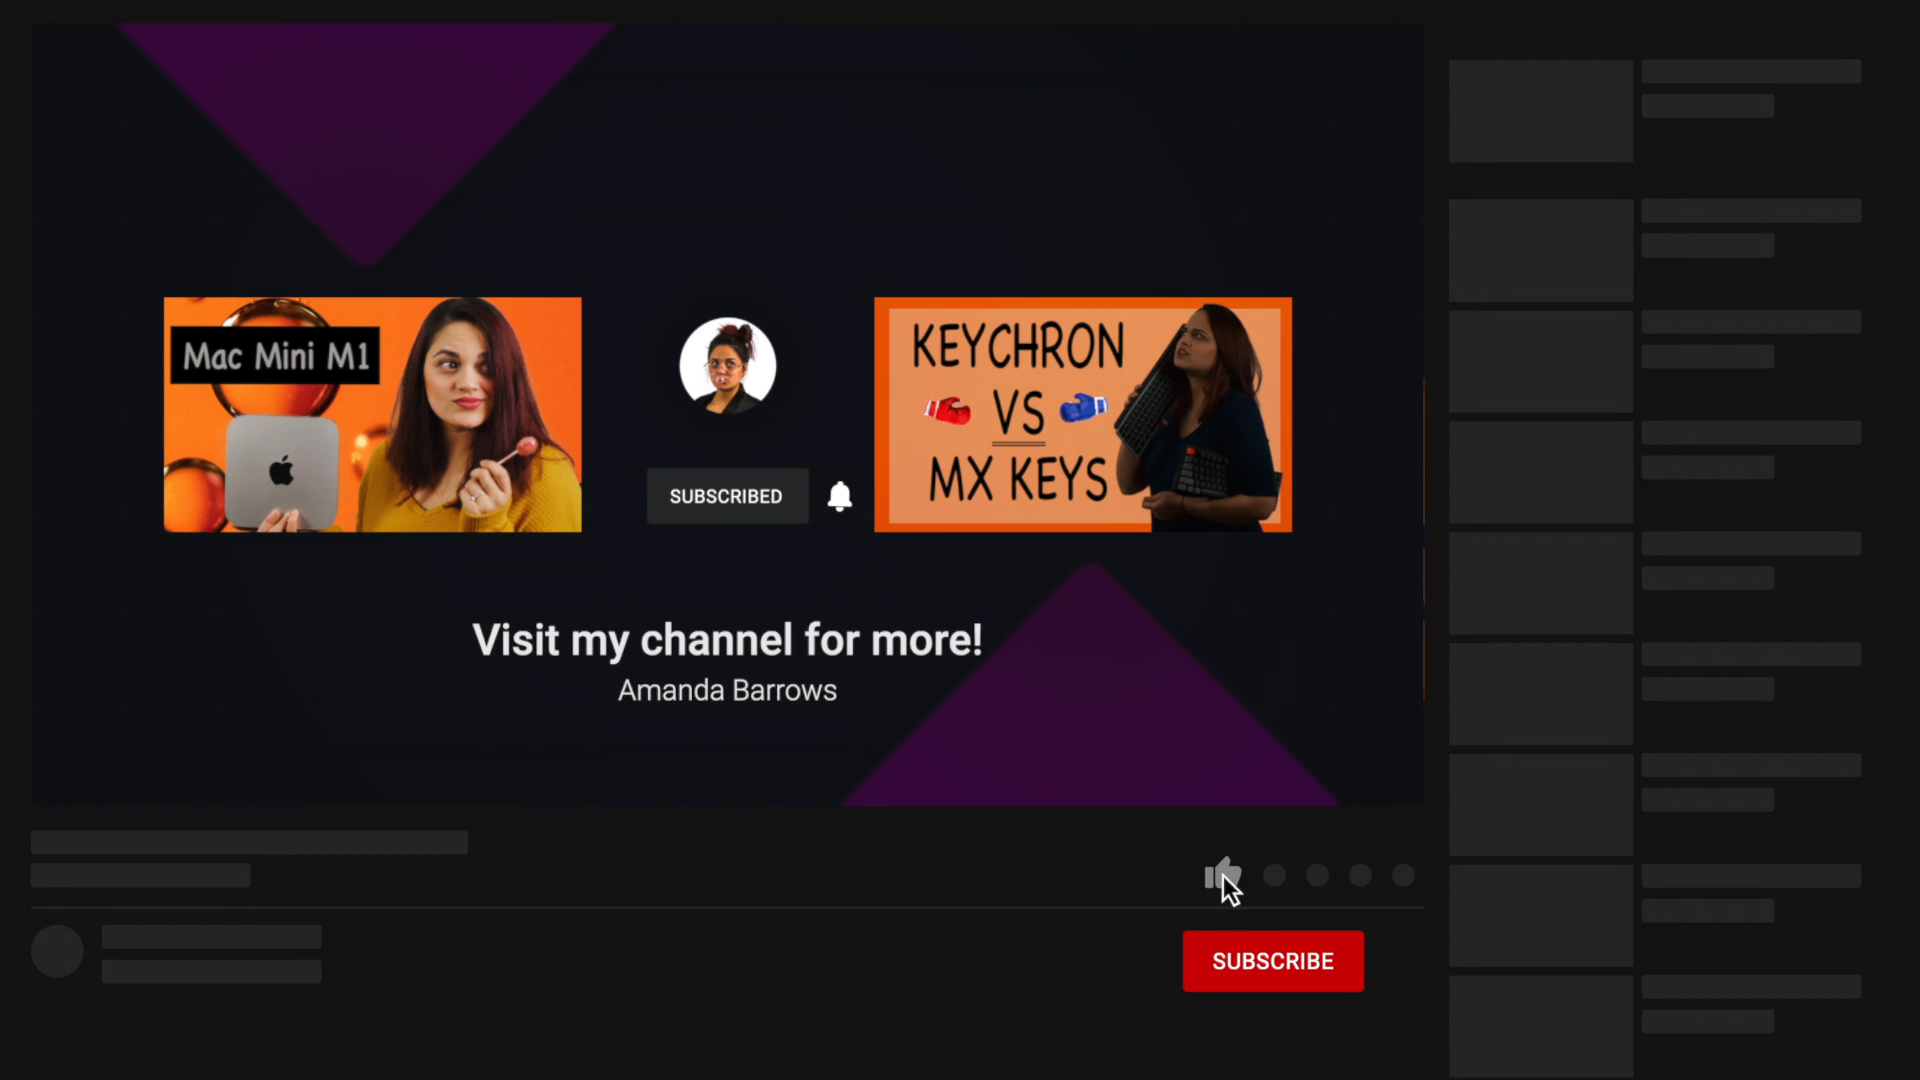 Mac Mini M1
SUBSCRIBED
KEYCHRON
VS
MX KEYS
Visit my channel for more!
Amanda Barrows
SUBSCRIBE